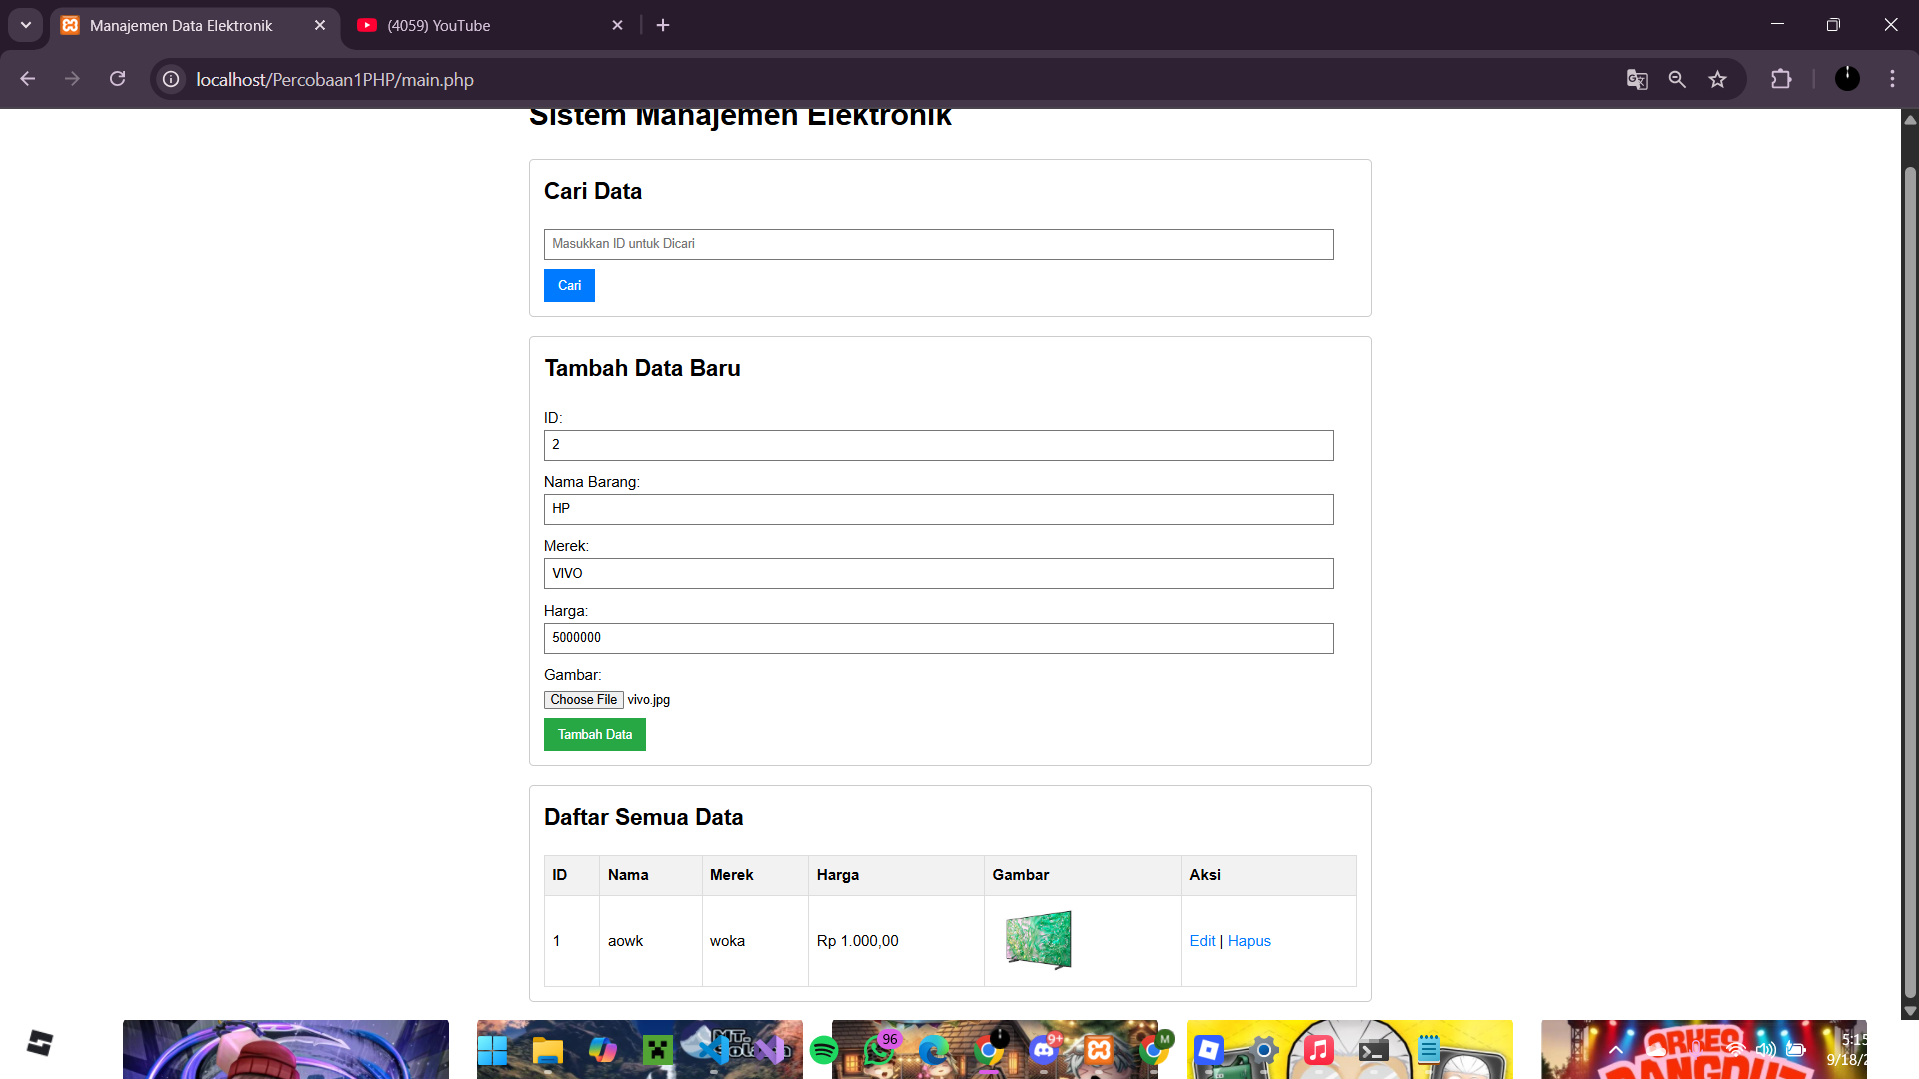 Manajemen Data Elektronik
(4059) YouTube
localhost/Percobaan1PHP/main.php
Sistem Manajemen Elektronik
Cari Data
Masukkan ID untuk Dicari
Cari
Tambah Data Baru
ID:
2
Nama Barang:
HP
Merek:
VIVO
Harga:
5000000
Gambar:
Choose File vivo.jpg
Tambah Data
Daftar Semua Data
ID Nama Merek Harga Gambar Aksi
1 aowk woka Rp 1.000,00 Edit | Hapus
96
9+
M
ORKES
DANGDUT
5:15
9/18/2